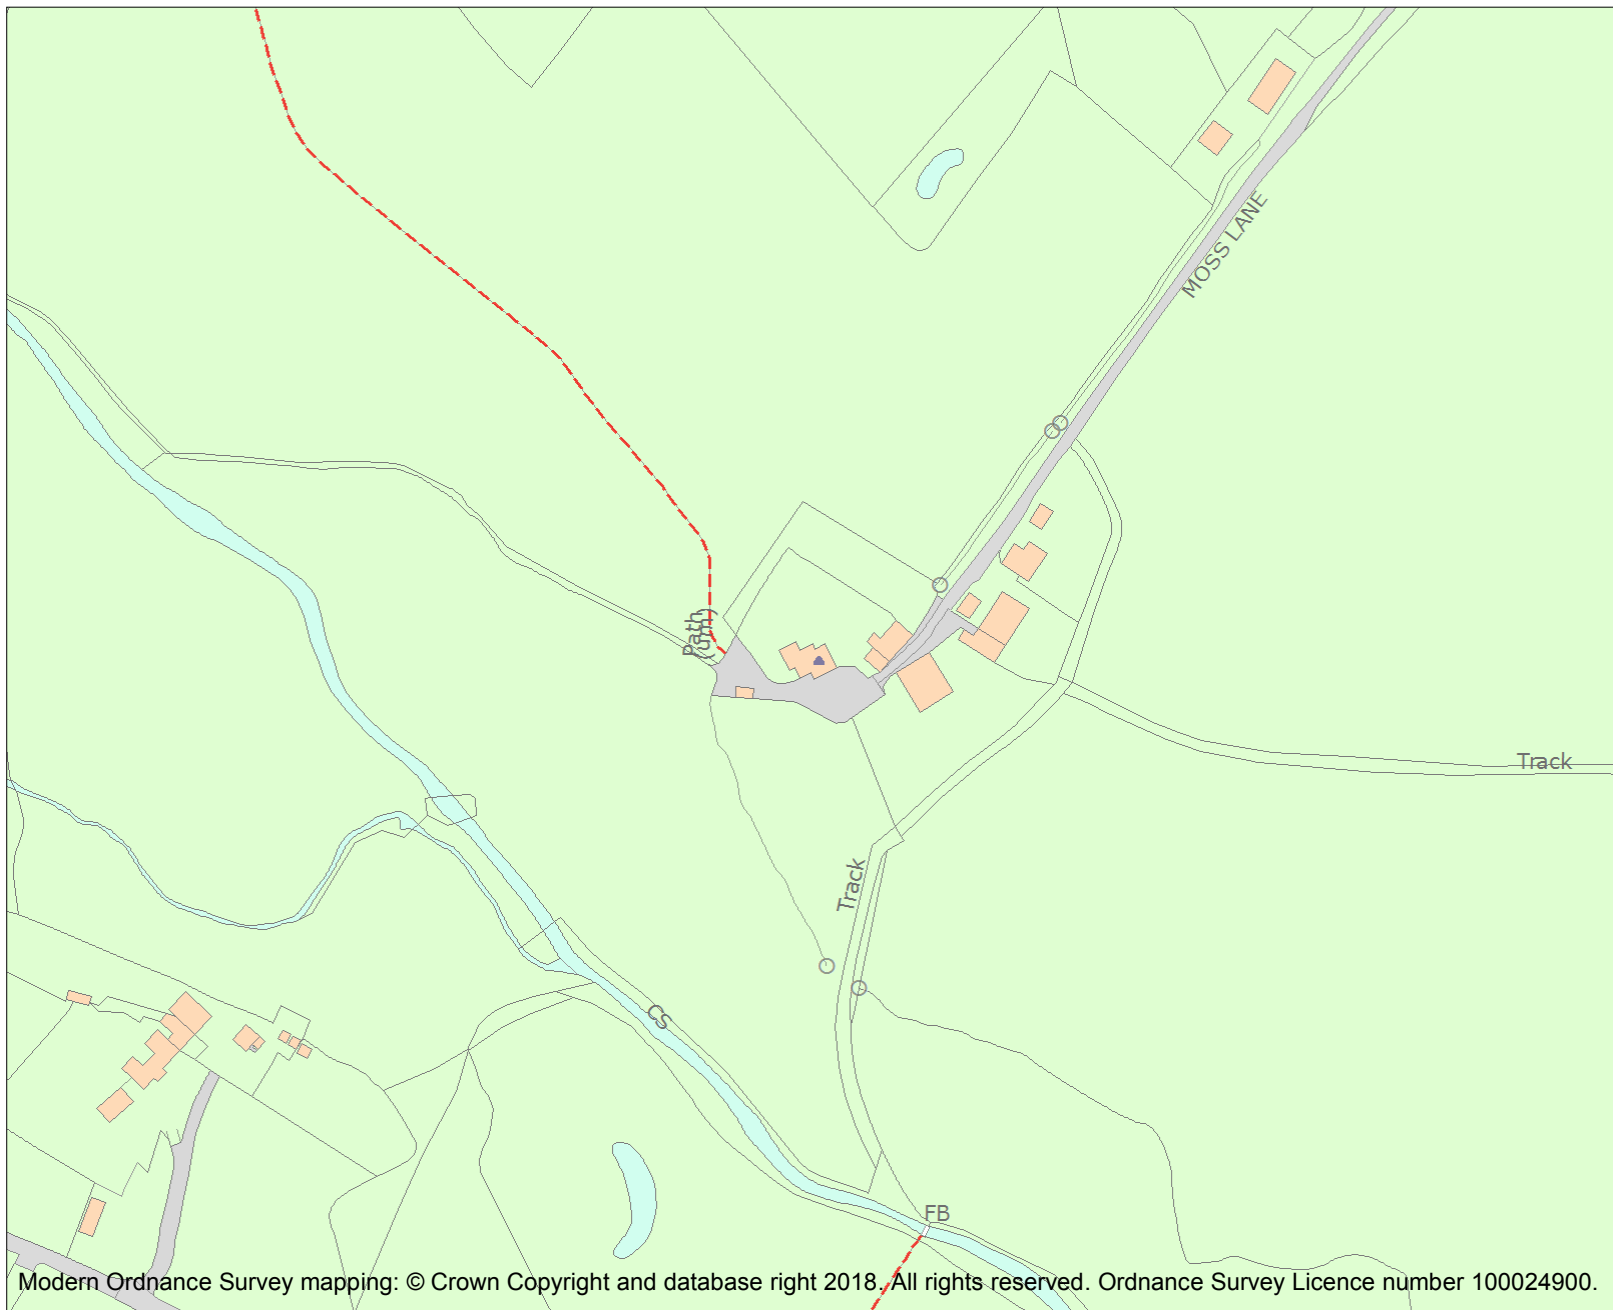 MOSS LANE
Path
(um)
Track
Track
CS
FB
Modern Ordnance Survey mapping: © Crown Copyright and database right 2018. All rights reserved. Ordnance Survey Licence number 100024900.